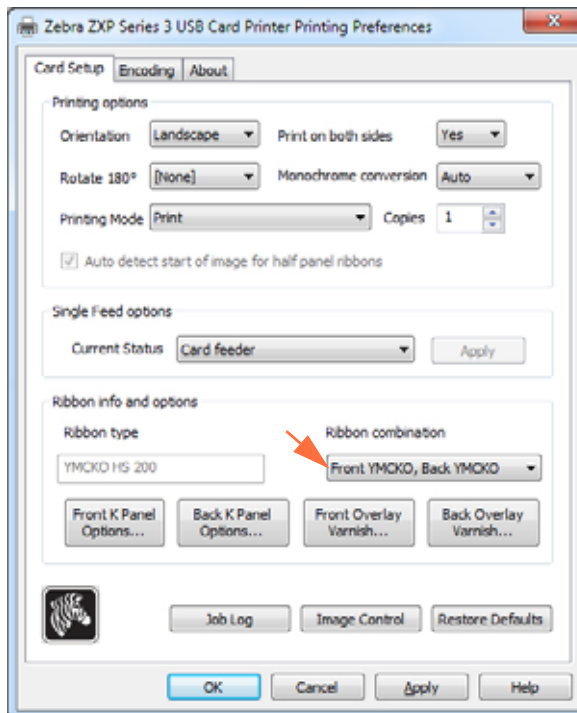 Zebra ZXP Series 3 USB Card Printer Printing Preferences
Card Setup Encoding About
Printing options
Orientation Landscape Print on both sides Yes
Rotate 180° [None] Monochrome conversion Auto
Printing Mode Print Copies 1
Auto detect start of image for half panel ribbons
Single Feed options
Current Status Card feeder Apply
Ribbon info and options
Ribbon type Ribbon combination
YMCKO HS 200 Front YMCKO, Back YMCKO
Front K Panel Back K Panel Front Overlay Back Overlay
Options... Options... Varnish... Varnish...
Job Log Image Control Restore Defaults
OK Cancel Apply Help